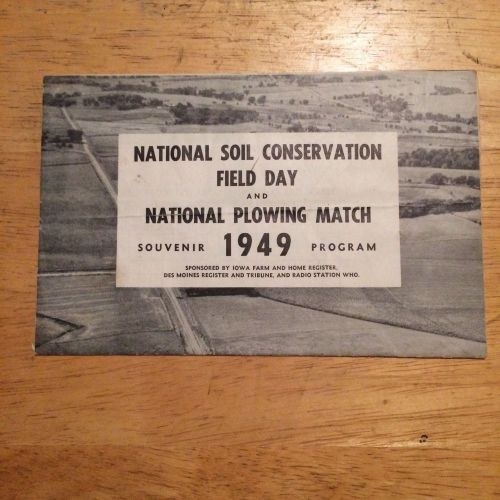 NATIONAL SOIL CONSERVATION
FIELD DAY
AND
NATIONAL PLOWING MATCH
SOUVENIR 1949 PROGRAM
SPONSORED BY IOWA FARM AND HOME REGISTER,
DES MOINES REGISTER AND TRIBUNE, AND RADIO STATION WHO.